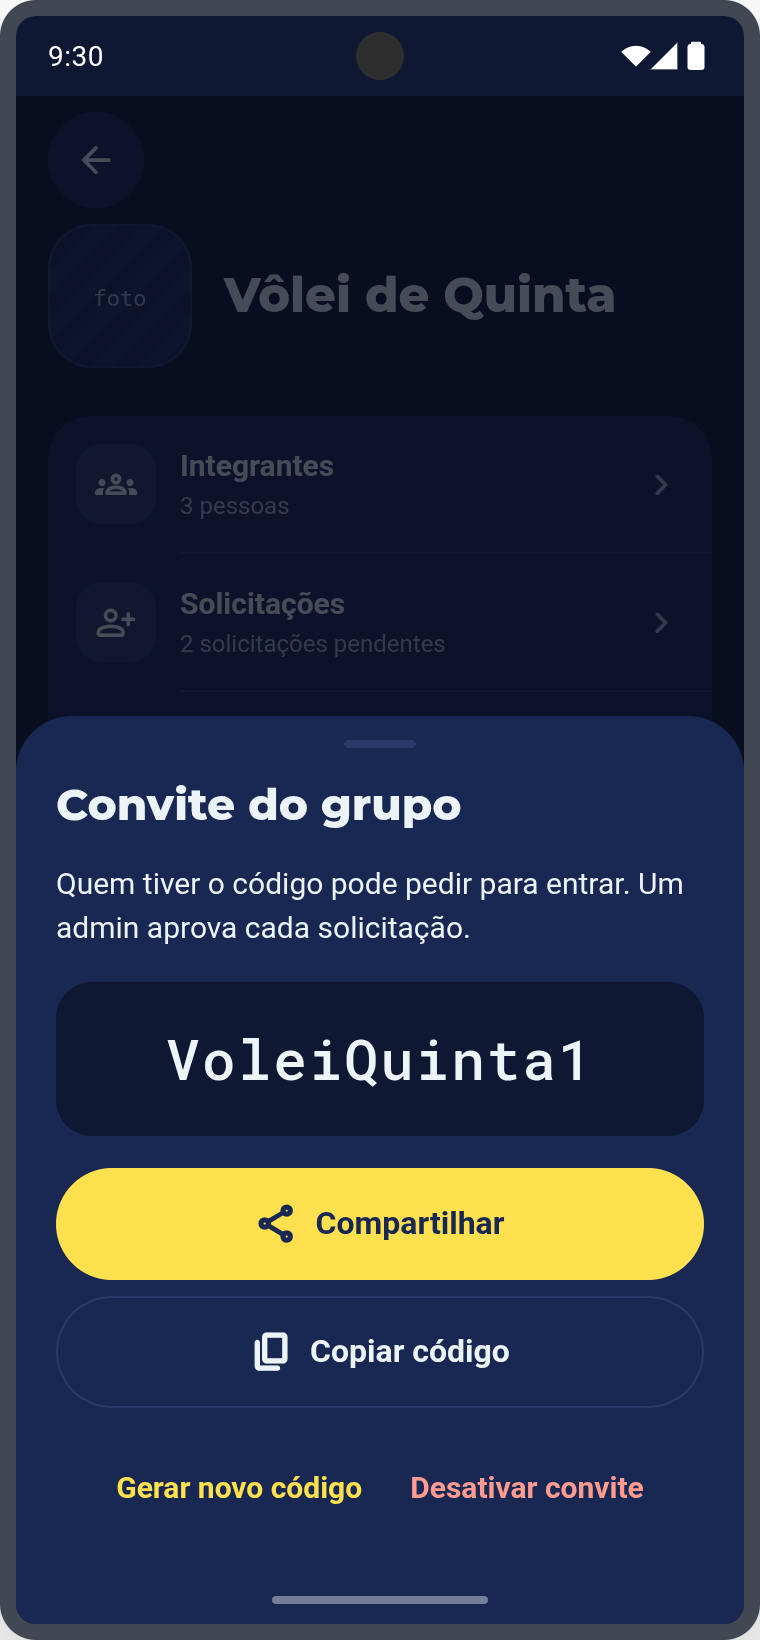 9:30
foto
Vôlei de Quinta
Integrantes
3 pessoas
Solicitações
2 solicitações pendentes
Convite do grupo
Quem tiver o código pode pedir para entrar. Um
admin aprova cada solicitação.
VoleiQuinta1
Compartilhar
Copiar código
Gerar novo código
Desativar convite